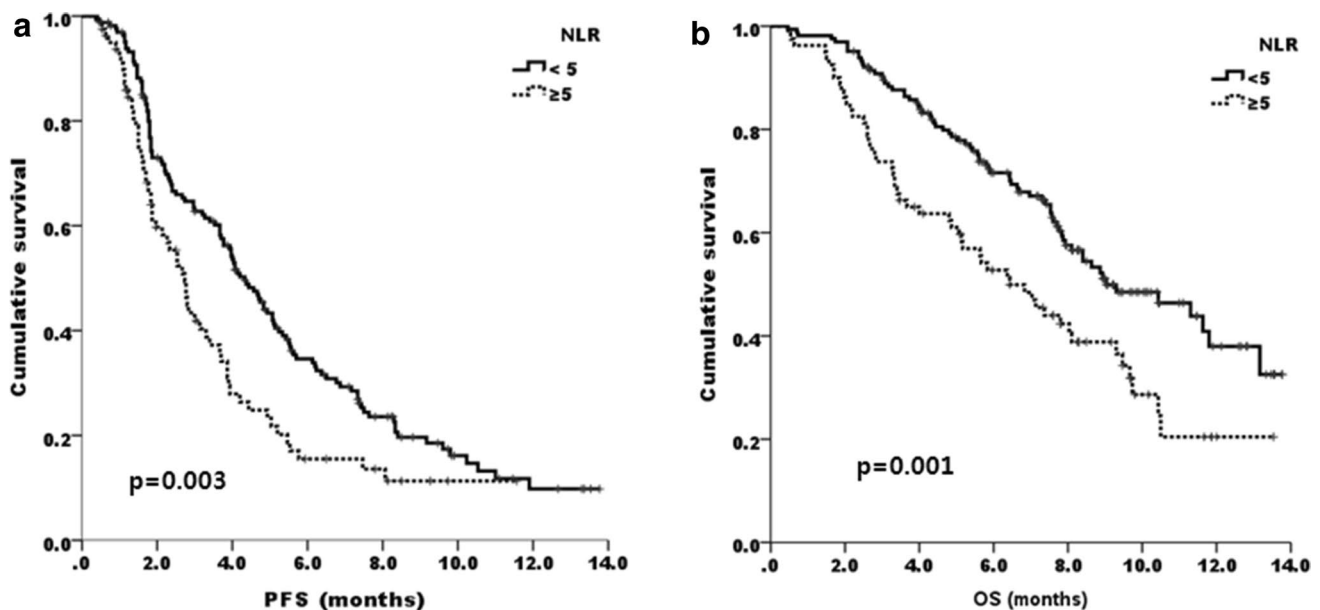 a
NLR
< 5
≥5
Cumulative survival
1.0
0.8
0.6
0.4
0.2
0.0
p=0.003
.0 2.0 4.0 6.0 8.0 10.0 12.0 14.0
PFS (months)
b
NLR
<5
≥5
Cumulative survival
1.0
0.8
0.6
0.4
0.2
0.0
p=0.001
.0 2.0 4.0 6.0 8.0 10.0 12.0 14.0
OS (months)